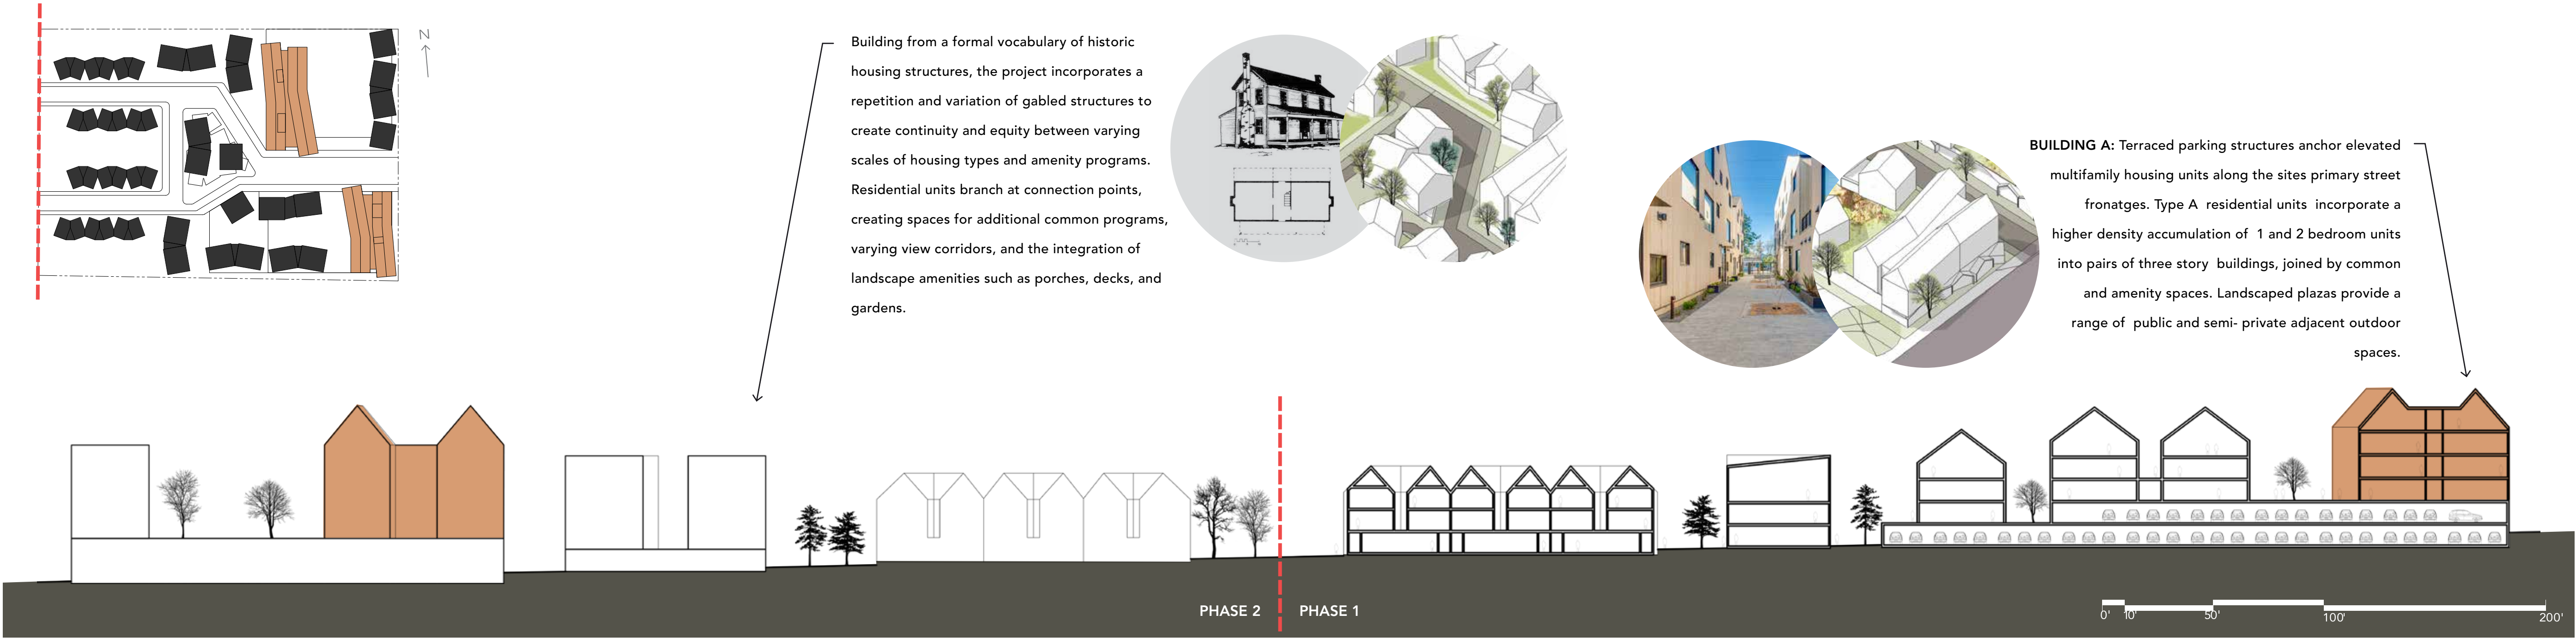 N
Building from a formal vocabulary of historic
housing structures, the project incorporates a
repetition and variation of gabled structures to
create continuity and equity between varying
scales of housing types and amenity programs.
Residential units branch at connection points,
creating spaces for additional common programs,
varying view corridors, and the integration of
landscape amenities such as porches, decks, and
gardens.
BUILDING A: Terraced parking structures anchor elevated
multifamily housing units along the sites primary street
fronatges. Type A residential units incorporate a
higher density accumulation of 1 and 2 bedroom units
into pairs of three story buildings, joined by common
and amenity spaces. Landscaped plazas provide a
range of public and semi- private adjacent outdoor
spaces.
PHASE 2
PHASE 1
0' 10' 50' 100' 200'